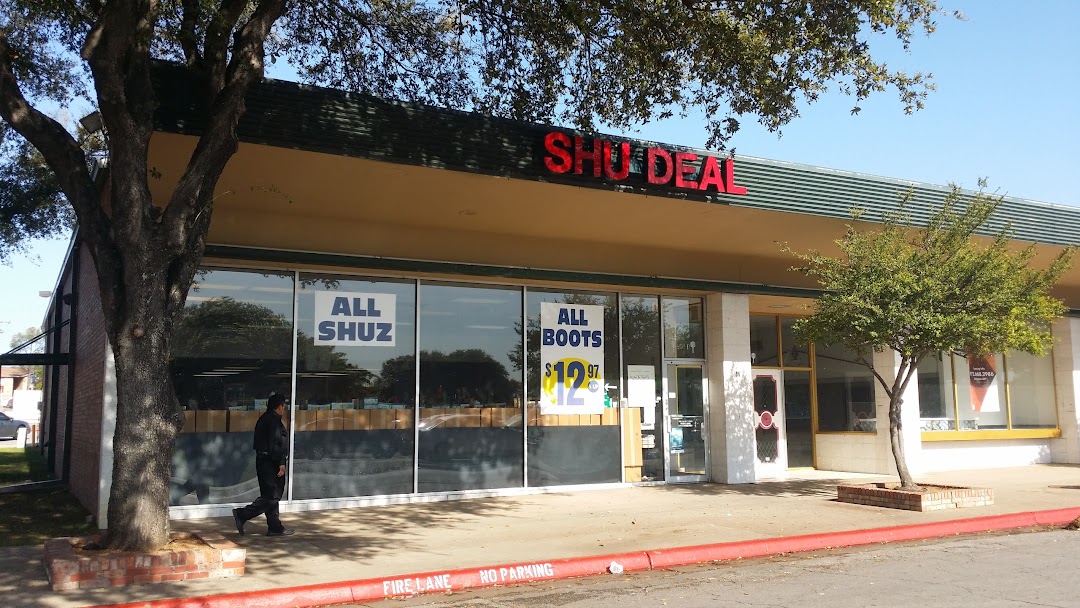 SHU DEAL
ALL
SHUZ
ALL
BOOTS
$12.97
FIRE LANE NO PARKING